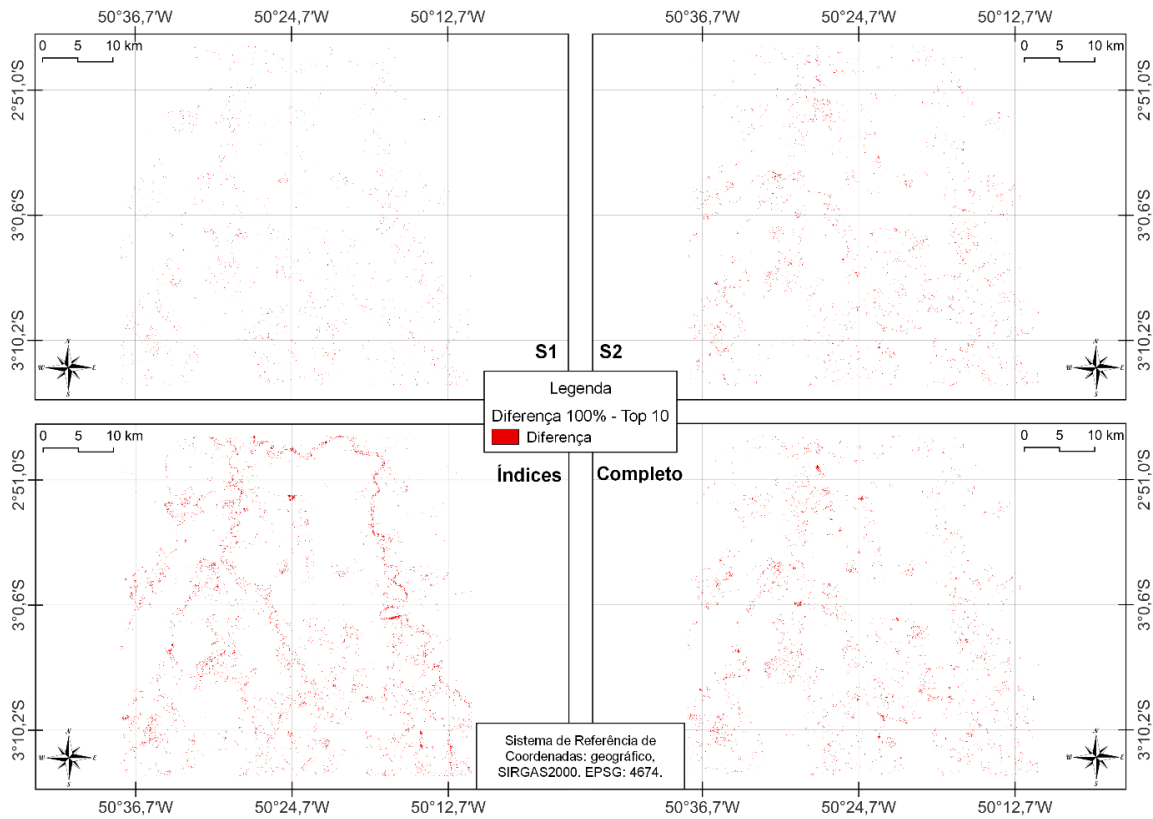 50°36,7'W 50°24,7'W 50°12,7'W 50°36,7'W 50°24,7'W 50°12,7'W
0 5 10 km
0 5 10 km
2°51,0'S
3°0,6'S
3°10,2'S
2°51,0'S
3°0,6'S
3°10,2'S
N
W E
S
N
W E
S
S1 S2
Legenda
Diferença 100% - Top 10
Diferença
0 5 10 km
0 5 10 km
Índices Completo
2°51,0'S
3°0,6'S
3°10,2'S
2°51,0'S
3°0,6'S
3°10,2'S
N
W E
S
N
W E
S
Sistema de Referência de
Coordenadas: geográfico,
SIRGAS2000. EPSG: 4674.
50°36,7'W 50°24,7'W 50°12,7'W 50°36,7'W 50°24,7'W 50°12,7'W